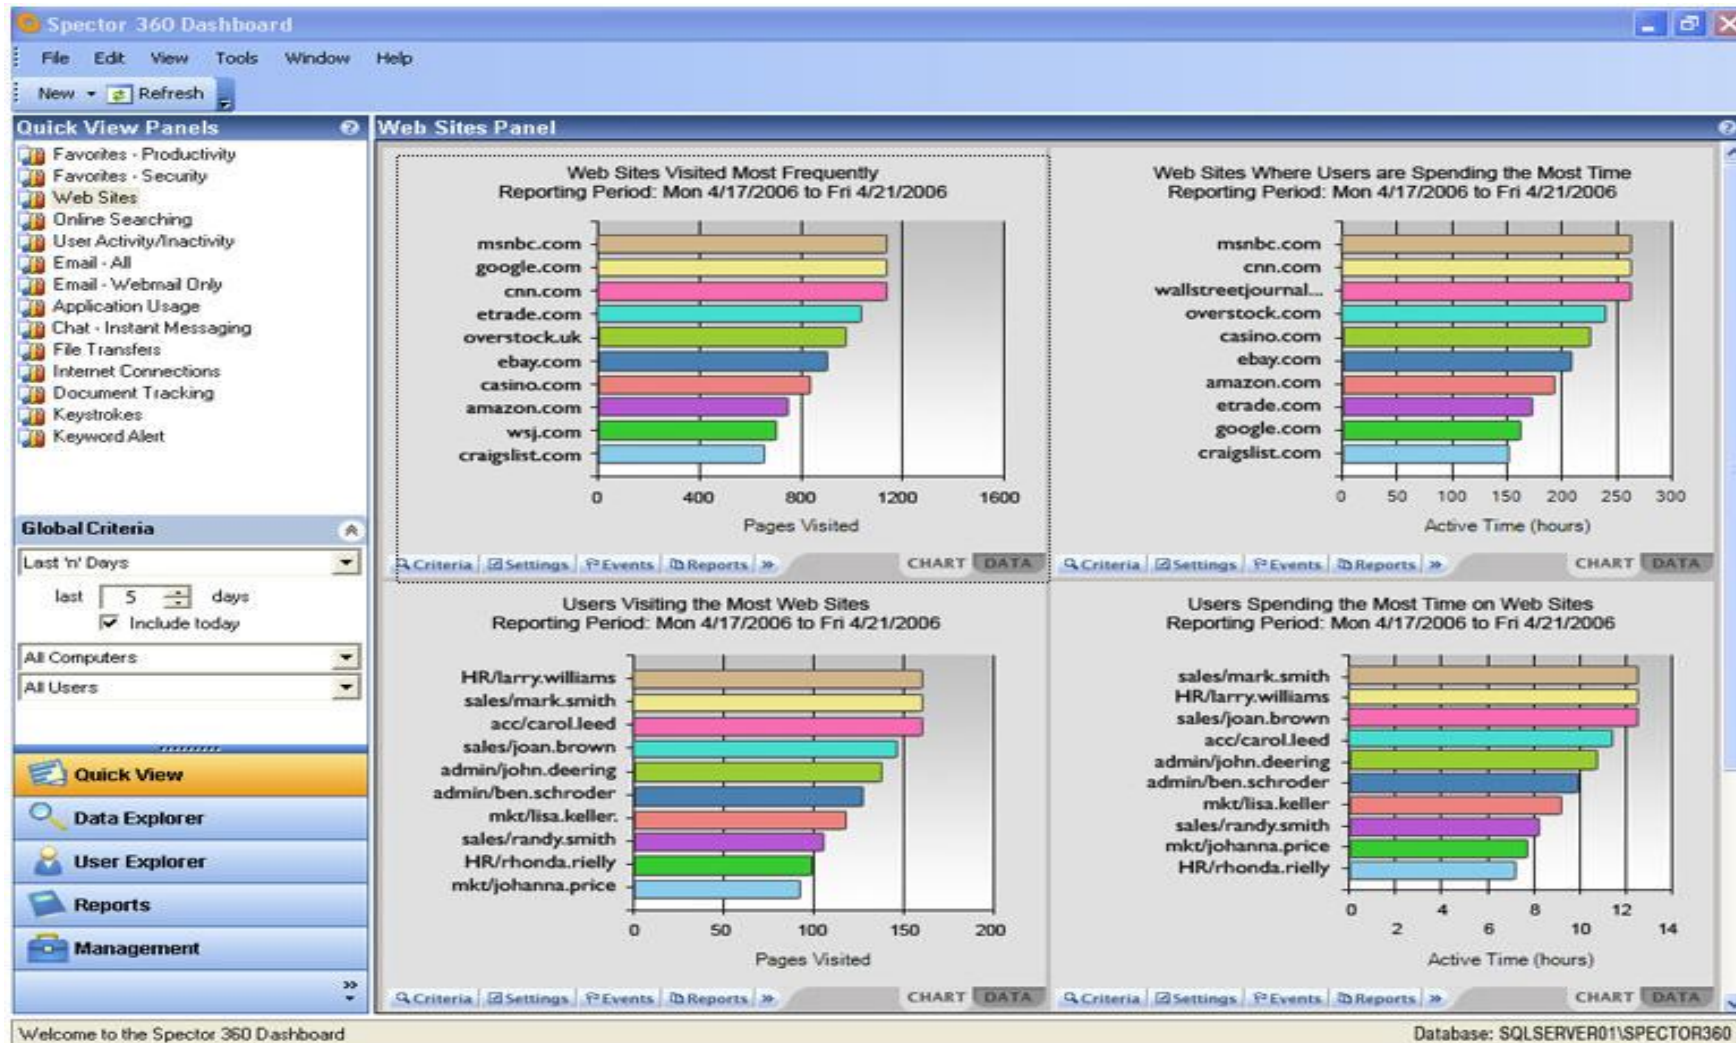 Spector 360 Dashboard
File Edit View Tools Window Help
New Refresh
Quick View Panels
Favorites - Productivity
Favorites - Security
Web Sites
Online Searching
User Activity/Inactivity
Email - All
Email - Webmail Only
Application Usage
Chat - Instant Messaging
File Transfers
Internet Connections
Document Tracking
Keystrokes
Keyword Alert
Global Criteria
Last 'n' Days
last 5 days
Include today
All Computers
All Users
Quick View
Data Explorer
User Explorer
Reports
Management
Web Sites Panel
Web Sites Visited Most Frequently
Reporting Period: Mon 4/17/2006 to Fri 4/21/2006
msnbc.com
google.com
cnn.com
etrade.com
overstock.uk
ebay.com
casino.com
amazon.com
wsj.com
craigslist.com
0 400 800 1200 1600
Pages Visited
Criteria Settings Events Reports » CHART DATA
Web Sites Where Users are Spending the Most Time
Reporting Period: Mon 4/17/2006 to Fri 4/21/2006
msnbc.com
cnn.com
wallstreetjournal...
overstock.com
casino.com
ebay.com
amazon.com
etrade.com
google.com
craigslist.com
0 50 100 150 200 250 300
Active Time (hours)
Criteria Settings Events Reports » CHART DATA
Users Visiting the Most Web Sites
Reporting Period: Mon 4/17/2006 to Fri 4/21/2006
HR/larry.williams
sales/mark.smith
acc/carol.leed
sales/joan.brown
admin/john.deering
admin/ben.schroder
mkt/lisa.keller.
sales/randy.smith
HR/rhonda.rielly
mkt/johanna.price
0 50 100 150 200
Pages Visited
Criteria Settings Events Reports » CHART DATA
Users Spending the Most Time on Web Sites
Reporting Period: Mon 4/17/2006 to Fri 4/21/2006
sales/mark.smith
HR/larry.williams
sales/joan.brown
acc/carol.leed
admin/john.deering
admin/ben.schroder
mkt/lisa.keller
sales/randy.smith
mkt/johanna.price
HR/rhonda.rielly
0 2 4 6 8 10 12 14
Active Time (hours)
Criteria Settings Events Reports » CHART DATA
Welcome to the Spector 360 Dashboard
Database: SQLSERVER01\SPECTOR360